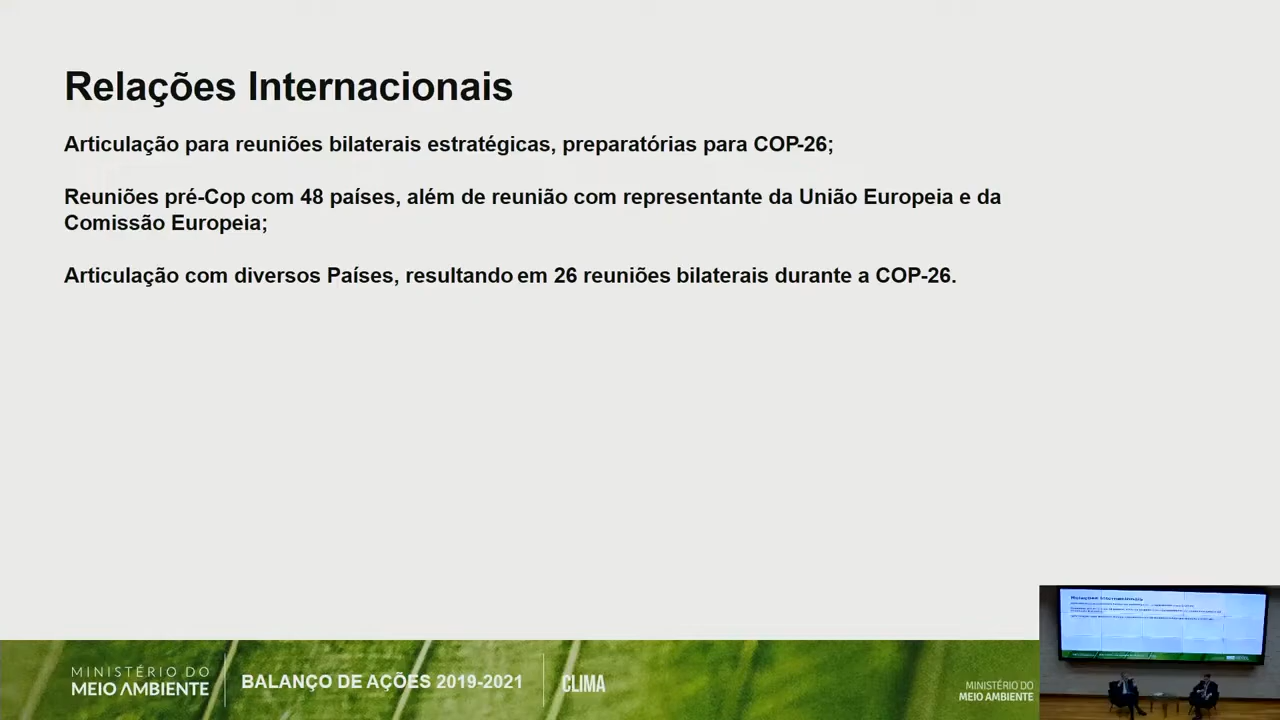 Relações Internacionais
Articulação para reuniões bilaterais estratégicas, preparatórias para COP-26;
Reuniões pré-Cop com 48 países, além de reunião com representante da União Europeia e da
Comissão Europeia;
Articulação com diversos Países, resultando em 26 reuniões bilaterais durante a COP-26.
MINISTÉRIO DO
MEIO AMBIENTE
BALANÇO DE AÇÕES 2019-2021
CLIMA
MINISTÉRIO DO
MEIO AMBIENTE
Relações Internacionais